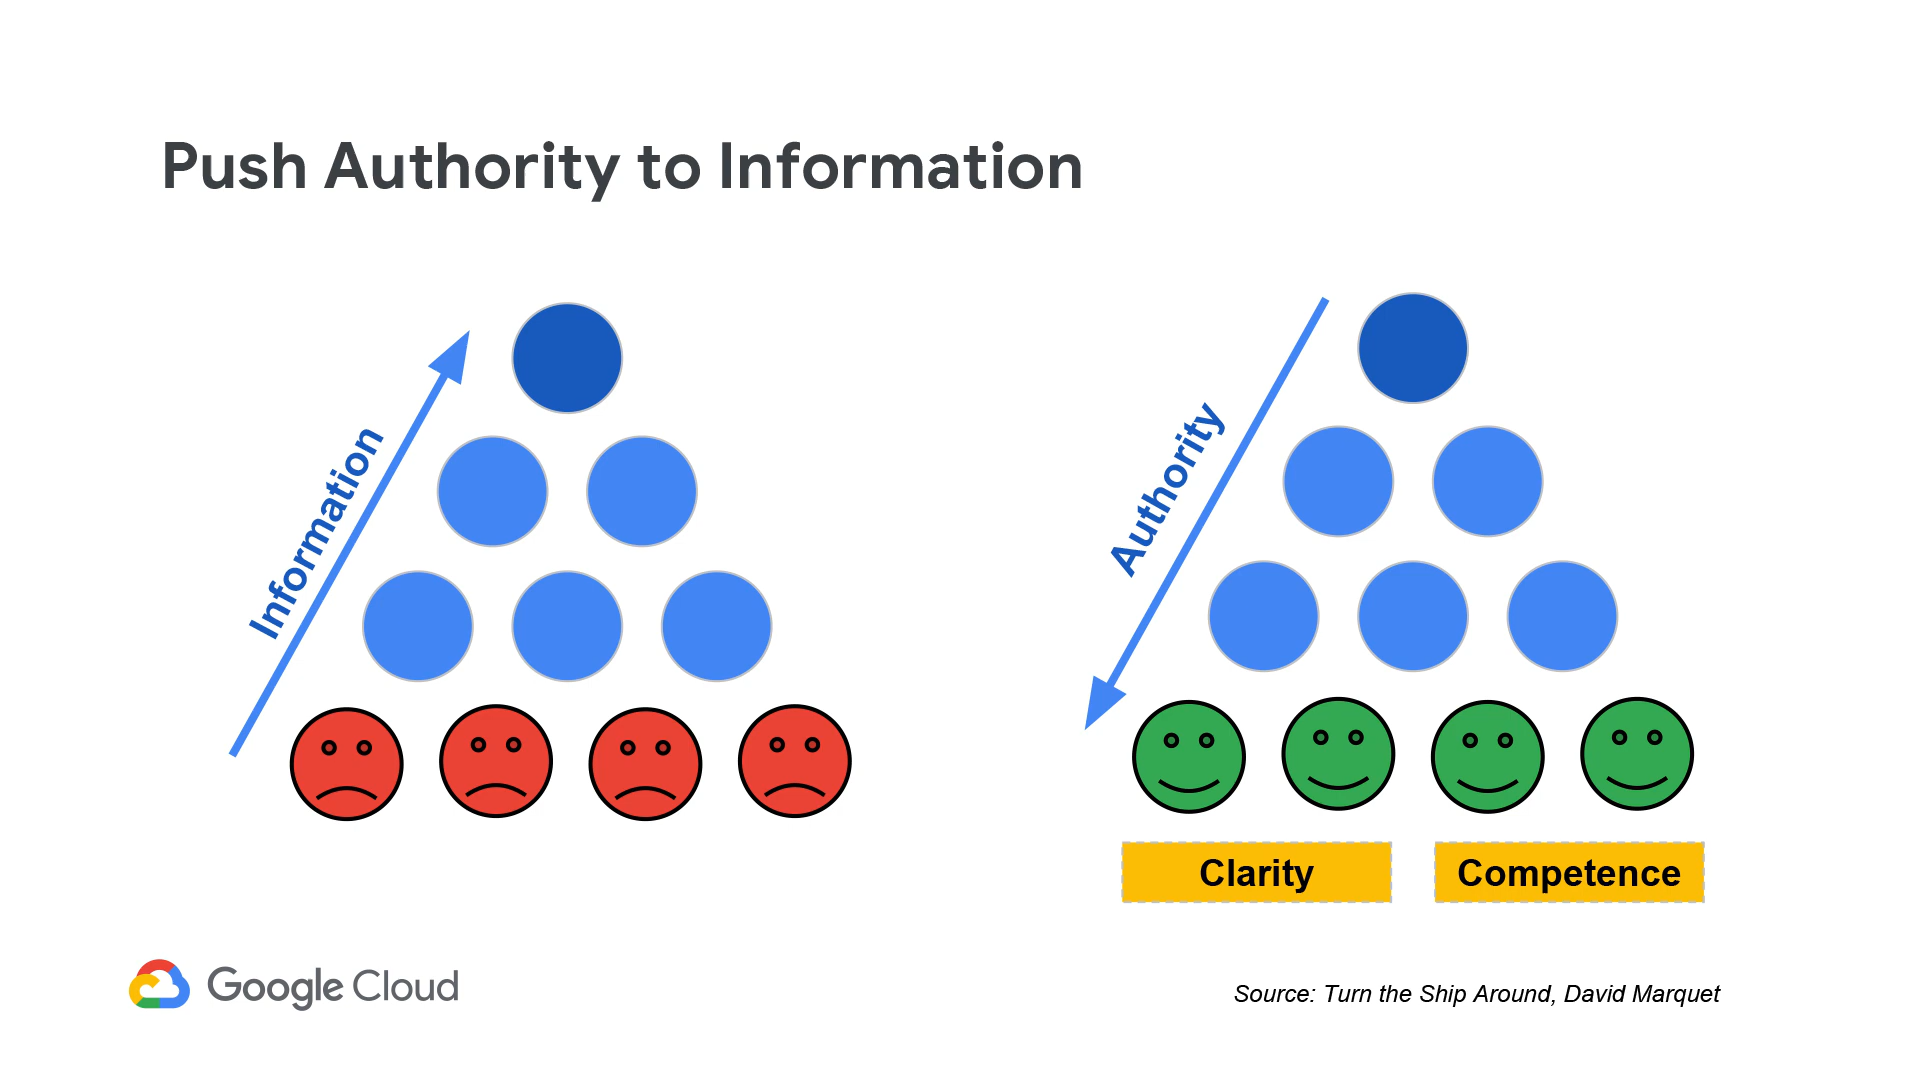 Push Authority to Information
Information
Authority
Clarity
Competence
Google Cloud
Source: Turn the Ship Around, David Marquet